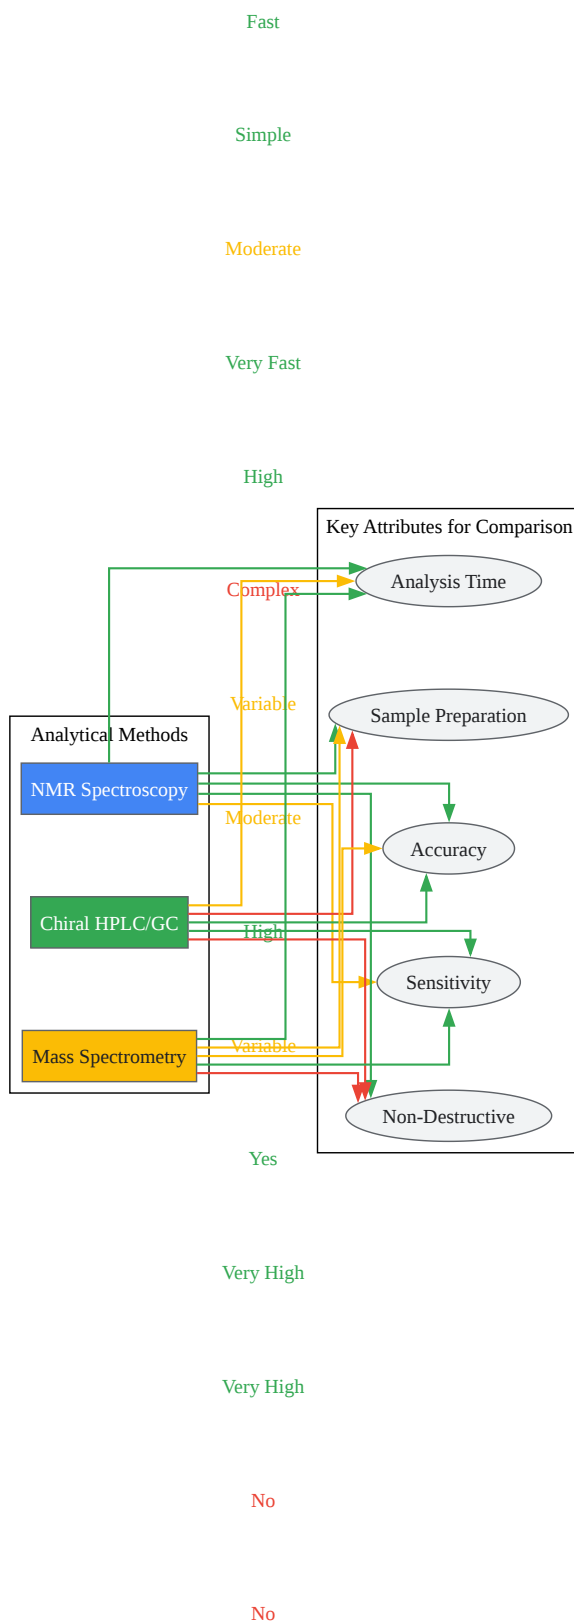 Fast
Simple
Moderate
Very Fast
High
Key Attributes for Comparison
Analysis Time
Complex
Variable
Sample Preparation
Analytical Methods
NMR Spectroscopy
Moderate
Accuracy
Chiral HPLC/GC
High
Sensitivity
Mass Spectrometry
Variable
Non-Destructive
Yes
Very High
Very High
No
No